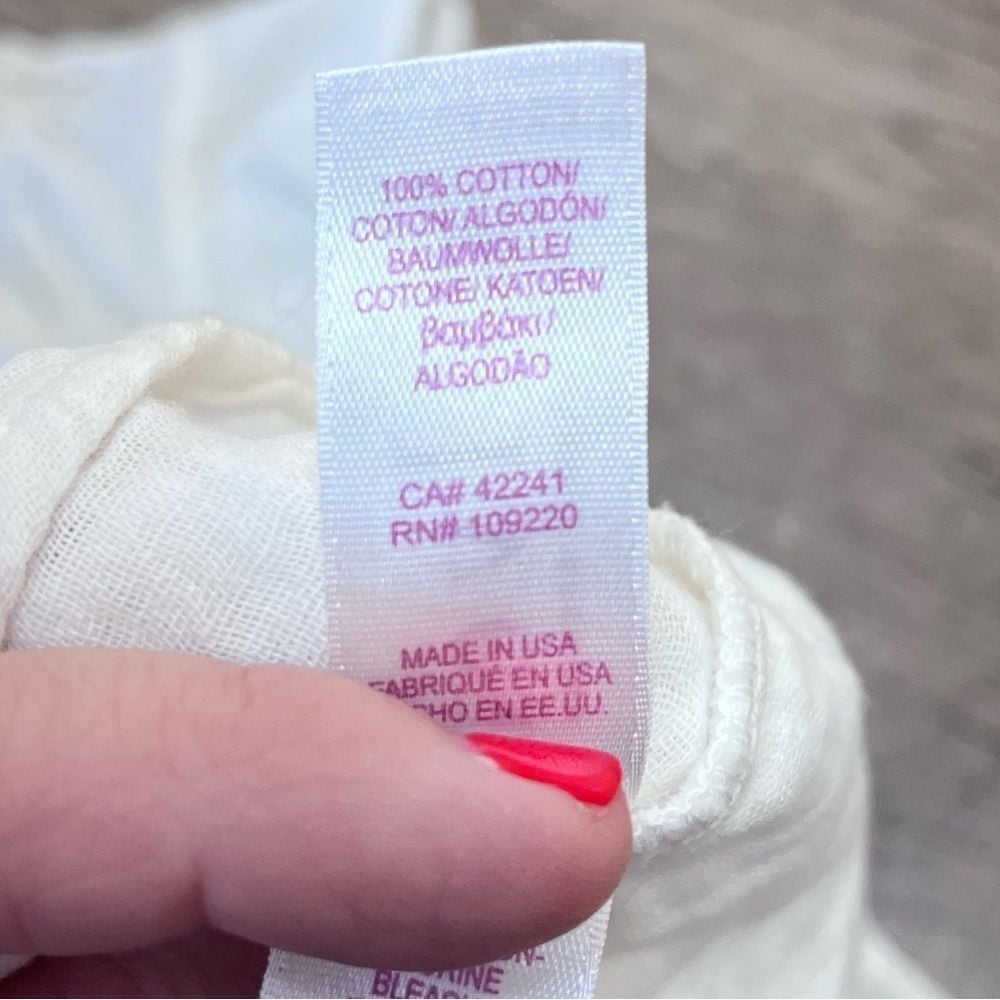 100% COTTON/
COTON/ ALGODÓN/
BAUMWOLLE/
COTONE/ KATOEN/
βαμβάκι/
ALGODÃO
CA# 42241
RN# 109220
MADE IN USA
FABRIQUÉ EN USA
CHO EN EE.UU.